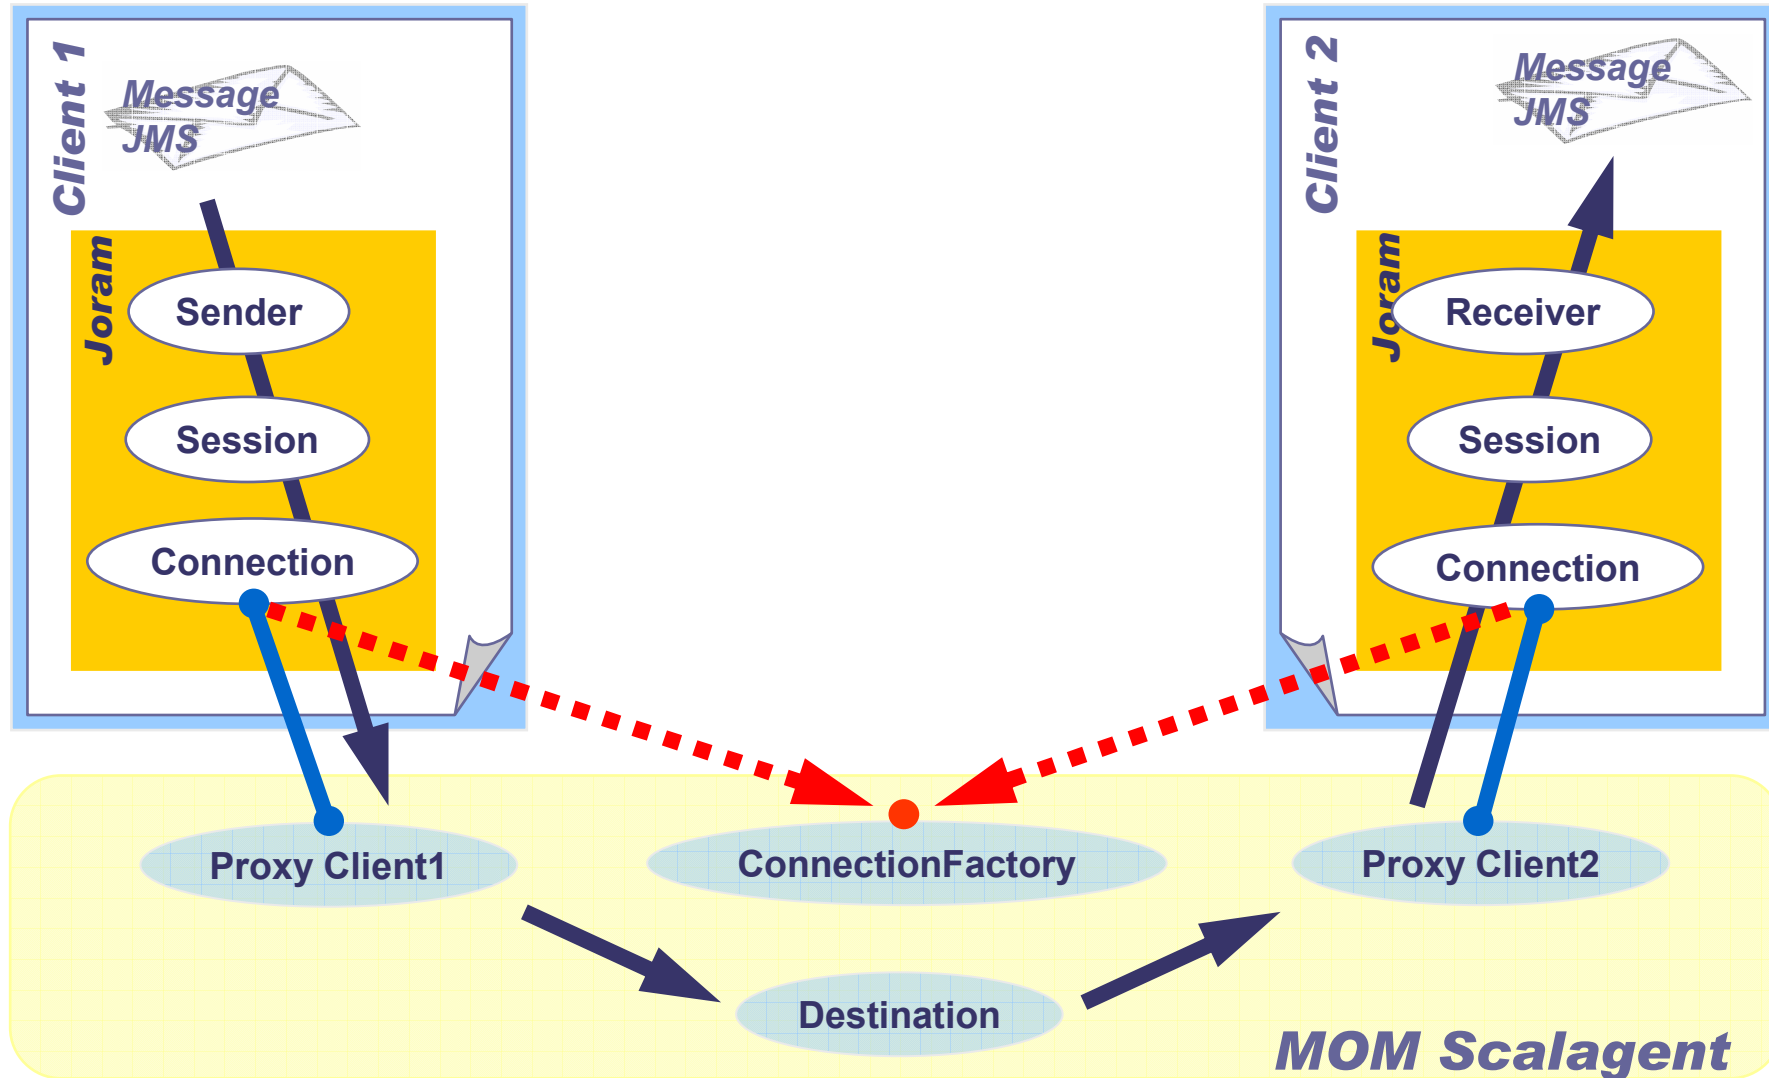 Client 1
Message
JMS
Joram
Sender
Session
Connection
Client 2
Message
JMS
Joram
Receiver
Session
Connection
Proxy Client1
ConnectionFactory
Proxy Client2
Destination
MOM Scalagent